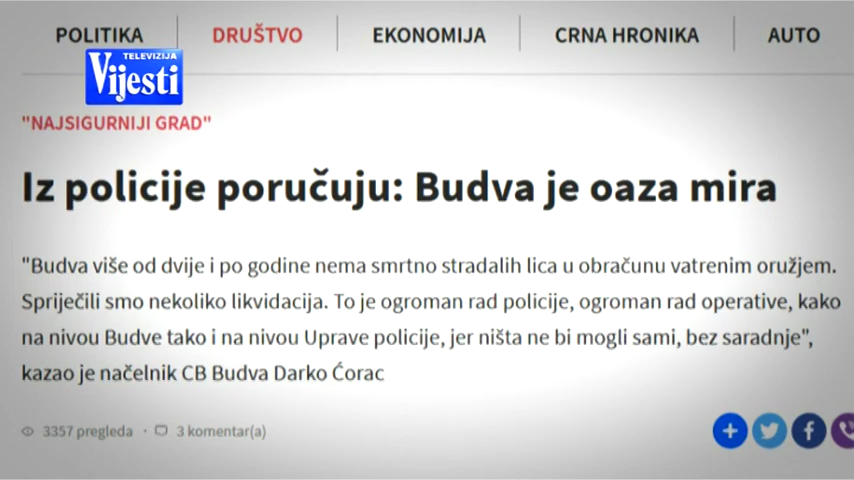 POLITIKA DRUŠTVO EKONOMIJA CRNA HRONIKA AUTO
TELEVIZIJA
Vijesti
"NAJSIGURNIJI GRAD"
Iz policije poručuju: Budva je oaza mira
"Budva više od dvije i po godine nema smrtno stradalih lica u obračunu vatrenim oružjem.
Spriječili smo nekoliko likvidacija. To je ogroman rad policije, ogroman rad operative, kako
na nivou Budve tako i na nivou Uprave policije, jer ništa ne bi mogli sami, bez saradnje",
kazao je načelnik CB Budva Darko Ćorac
3357 pregleda · 3 komentar(a)